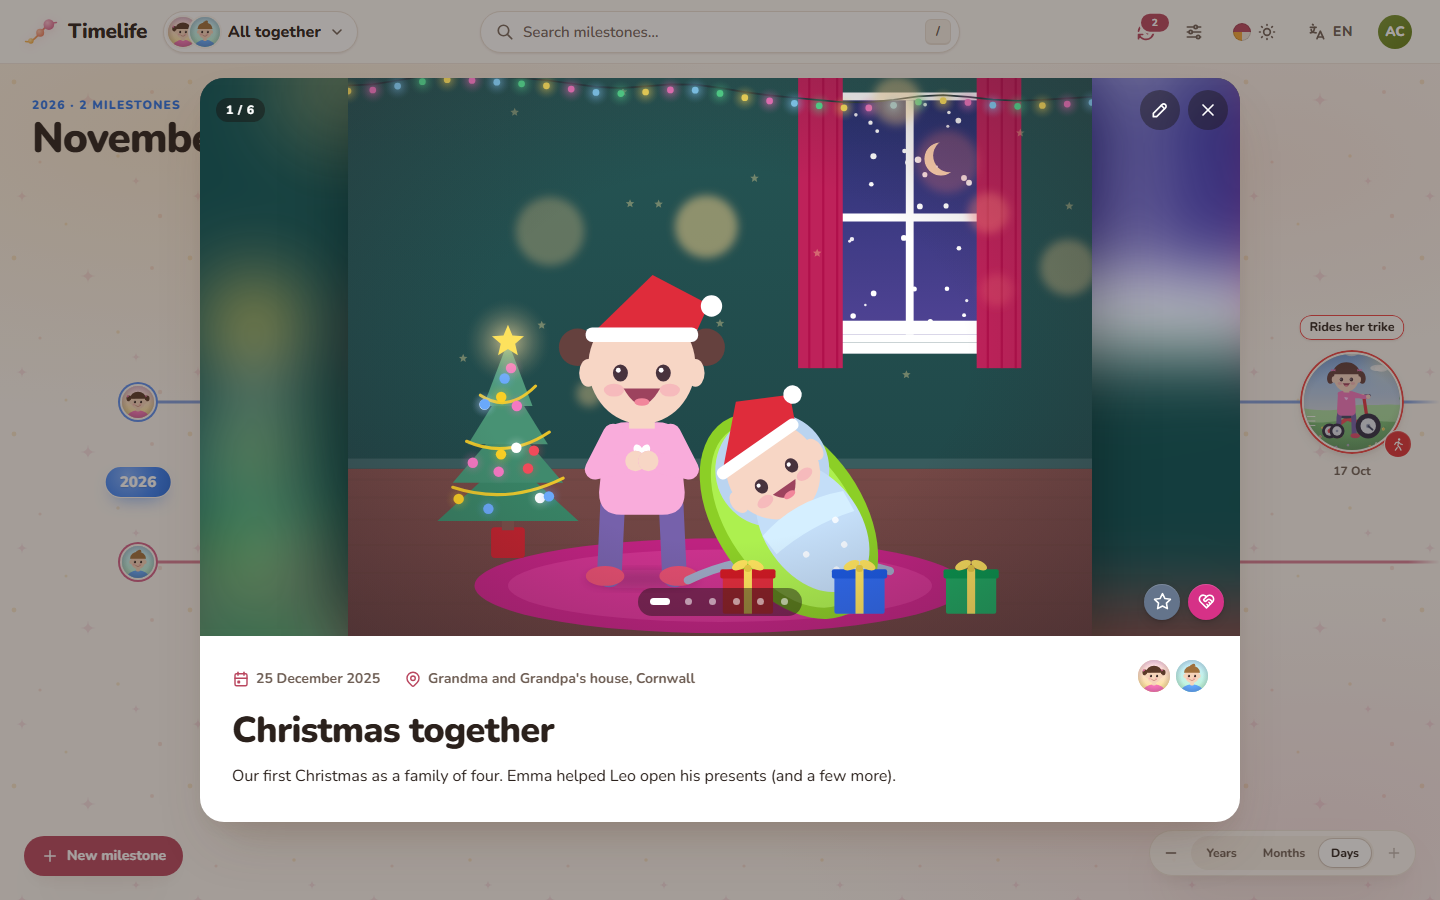 Timelife
All together
Search milestones...
/
2
EN
AC
2026 · 2 MILESTONES
Novembe
1 / 6
Rides her trike
17 Oct
2026
25 December 2025
Grandma and Grandpa's house, Cornwall
Christmas together
Our first Christmas as a family of four. Emma helped Leo open his presents (and a few more).
New milestone
Years
Months
Days